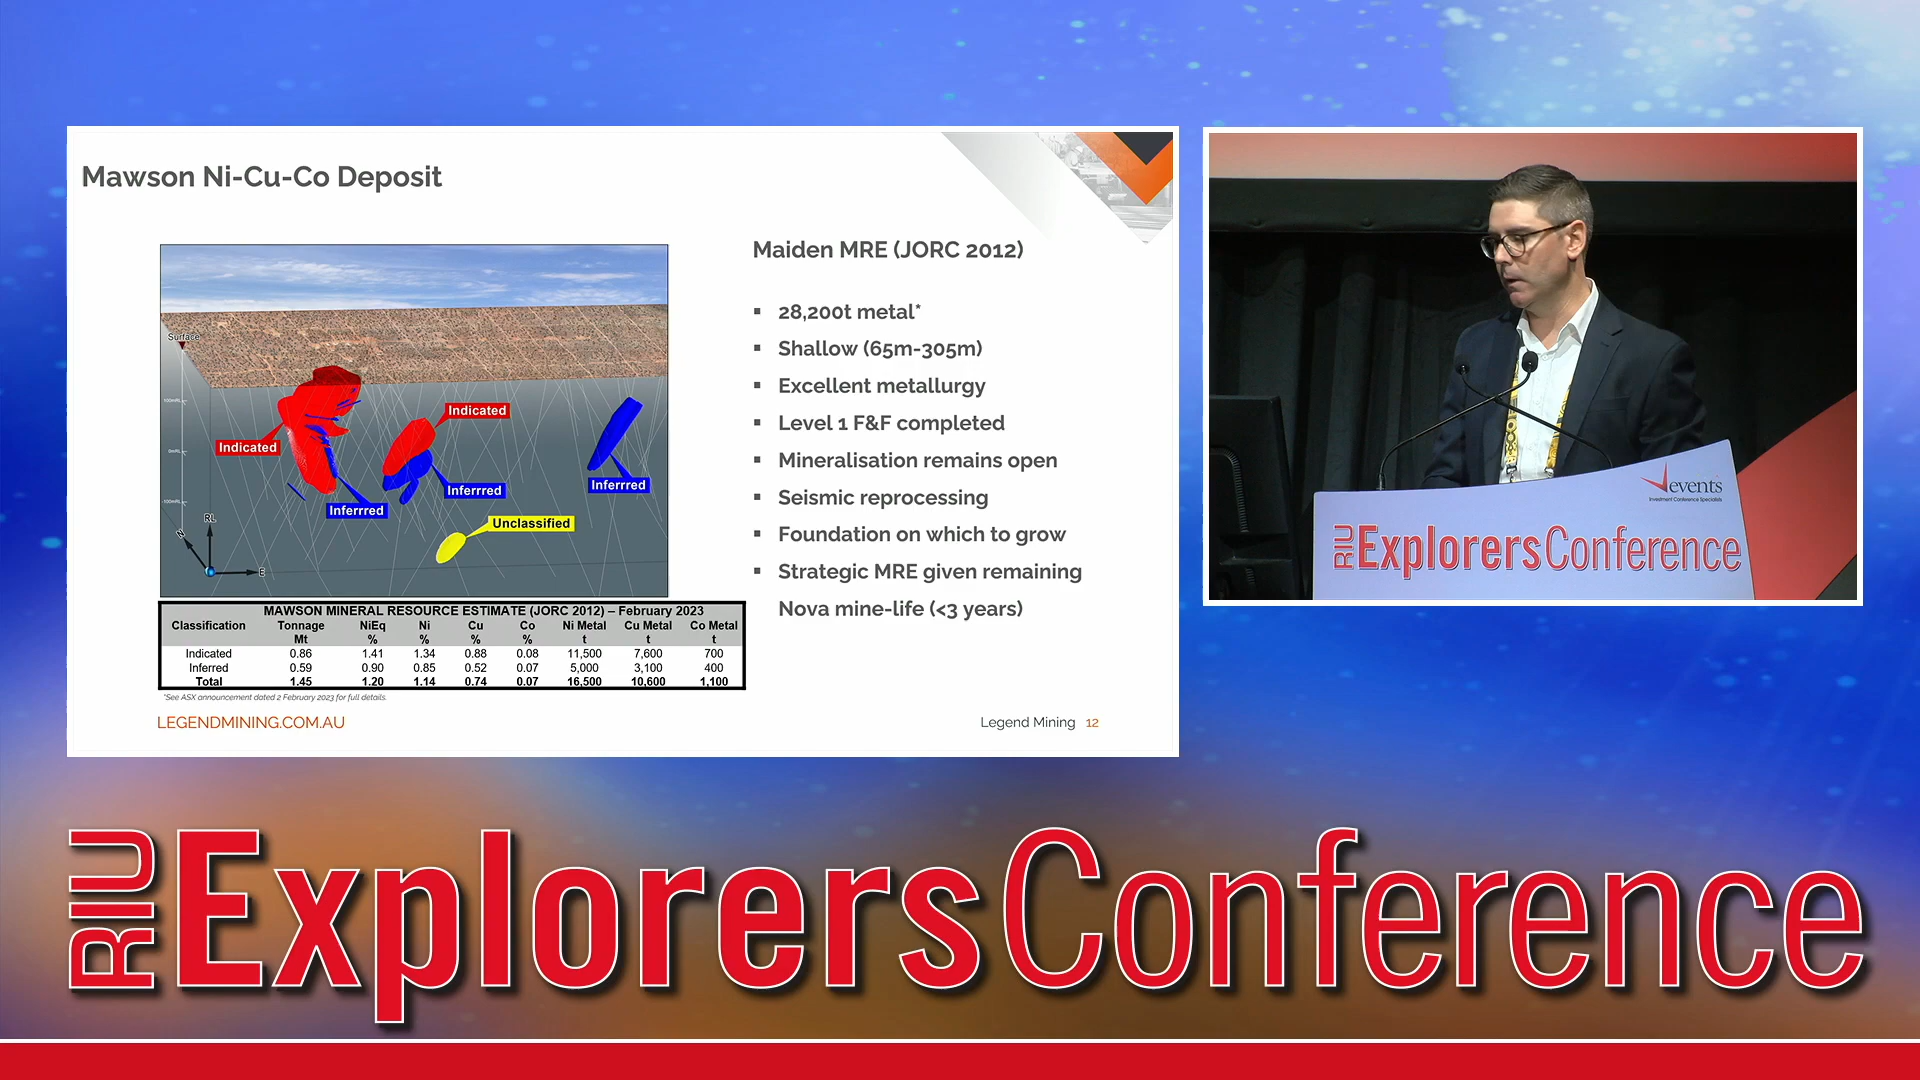 Mawson Ni-Cu-Co Deposit
Surface
Indicated
Indicated
Inferrred
Inferrred
Inferrred
Unclassified
RL
N
E
MAWSON MINERAL RESOURCE ESTIMATE (JORC 2012) – February 2023
Classification Tonnage NiEq Ni Cu Co Ni Metal Cu Metal Co Metal
Mt % % % % t t t
Indicated 0.86 1.41 1.34 0.88 0.08 11,500 7,600 700
Inferred 0.59 0.90 0.85 0.52 0.07 5,000 3,100 400
Total 1.45 1.20 1.14 0.74 0.07 16,500 10,600 1,100
*See ASX announcement dated 2 February 2023 for full details.
LEGENDMINING.COM.AU
Maiden MRE (JORC 2012)
▪ 28,200t metal*
▪ Shallow (65m-305m)
▪ Excellent metallurgy
▪ Level 1 F&F completed
▪ Mineralisation remains open
▪ Seismic reprocessing
▪ Foundation on which to grow
▪ Strategic MRE given remaining
Nova mine-life (<3 years)
Legend Mining 12
events
Investment Conference Specialists
RIU ExplorersConference
RIU ExplorersConference